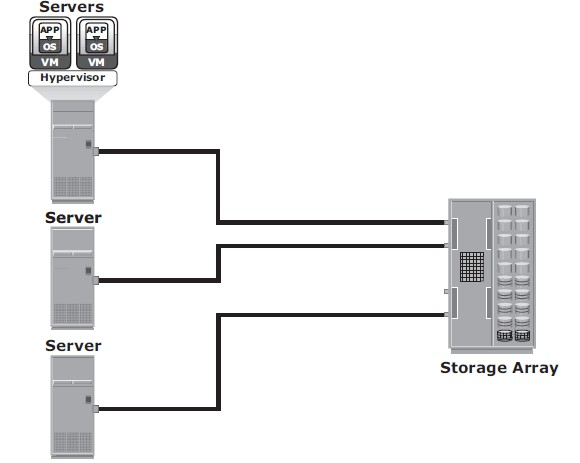 Servers
APP APP
OS OS
VM VM
Hypervisor
Server
Server
Storage Array